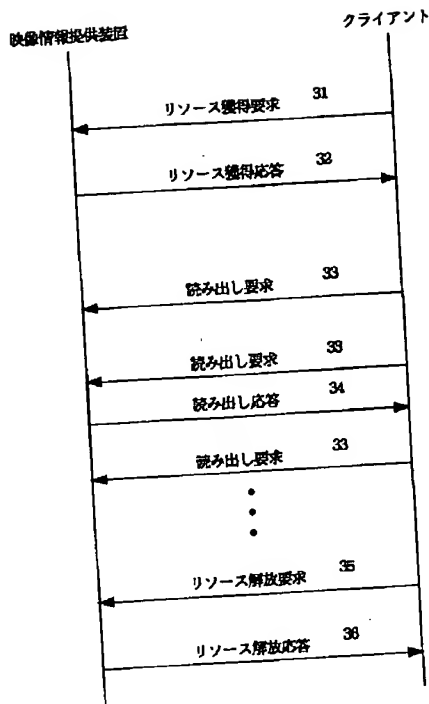 映像情報提供装置
クライアント
リソース獲得要求 31
リソース獲得応答 32
読み出し要求 33
読み出し要求 33
読み出し応答 34
読み出し要求 33
リソース解放要求 35
リソース解放応答 36